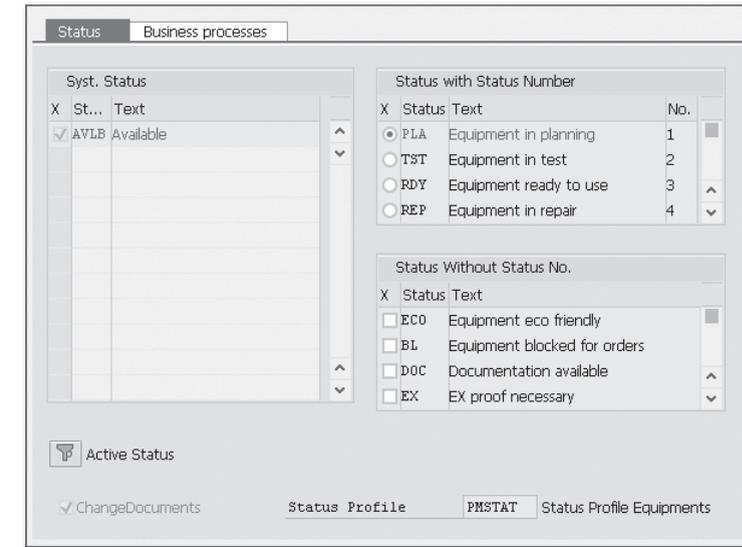 Status Business processes
Syst. Status
X St... Text
AVLB Available
Status with Status Number
X Status Text No.
PLA Equipment in planning 1
TST Equipment in test 2
RDY Equipment ready to use 3
REP Equipment in repair 4
Status Without Status No.
X Status Text
ECO Equipment eco friendly
BL Equipment blocked for orders
DOC Documentation available
EX EX proof necessary
Active Status
ChangeDocuments Status Profile PMSTAT Status Profile Equipments